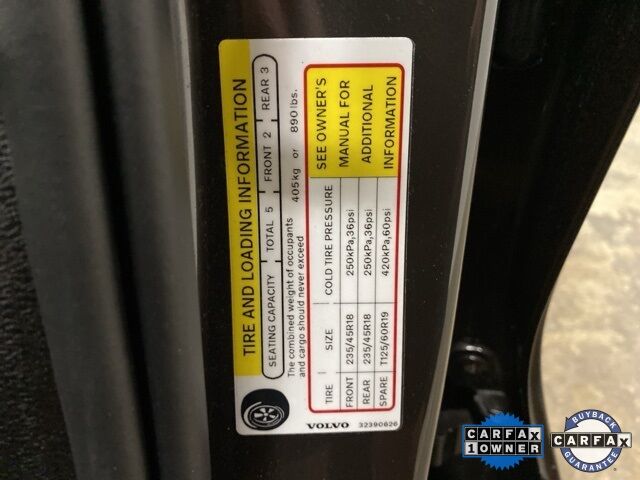 TIRE AND LOADING INFORMATION
SEATING CAPACITY TOTAL 5 FRONT 2 REAR 3
The combined weight of occupants
and cargo should never exceed 405kg or 890lbs.
TIRE SIZE COLD TIRE PRESSURE
FRONT 235/45R18 250kPa,36psi
REAR 235/45R18 250kPa,36psi
SPARE T125/60R19 420kPa,60psi
SEE OWNER'S
MANUAL FOR
ADDITIONAL
INFORMATION
VOLVO 32390626
CARFAX
1OWNER
BUYBACK
CARFAX
GUARANTEE